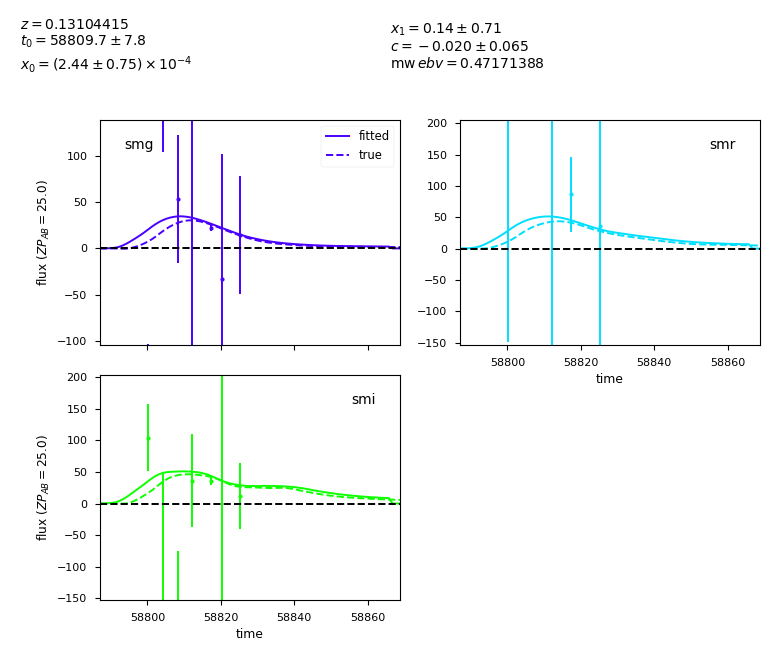 z = 0.13104415
t₀ = 58809.7 ± 7.8
x₀ = (2.44 ± 0.75) × 10⁻⁴
x₁ = 0.14 ± 0.71
c = −0.020 ± 0.065
mw ebv = 0.47171388
smg
fitted
true
100
50
0
−50
−100
flux (ZP_AB = 25.0)
smr
200
150
100
50
0
−50
−100
−150
58800 58820 58840 58860
time
smi
200
150
100
50
0
−50
−100
−150
flux (ZP_AB = 25.0)
58800 58820 58840 58860
time